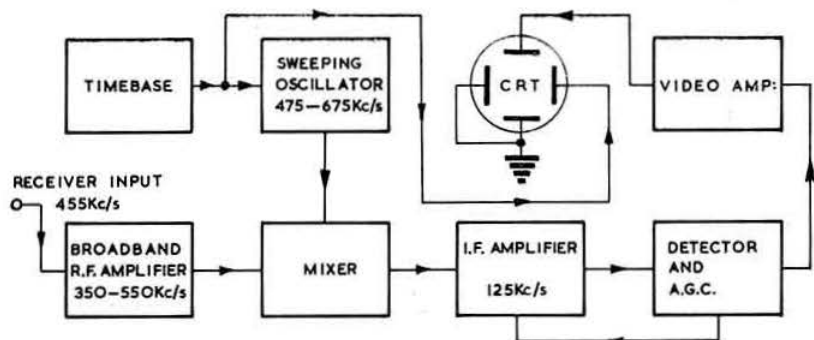 TIMEBASE
SWEEPING
OSCILLATOR
475—675Kc/s
CRT
VIDEO AMP:
RECEIVER INPUT
455Kc/s
BROADBAND
R.F. AMPLIFIER
350—550Kc/s
MIXER
I.F. AMPLIFIER
125Kc/s
DETECTOR
AND
A.G.C.